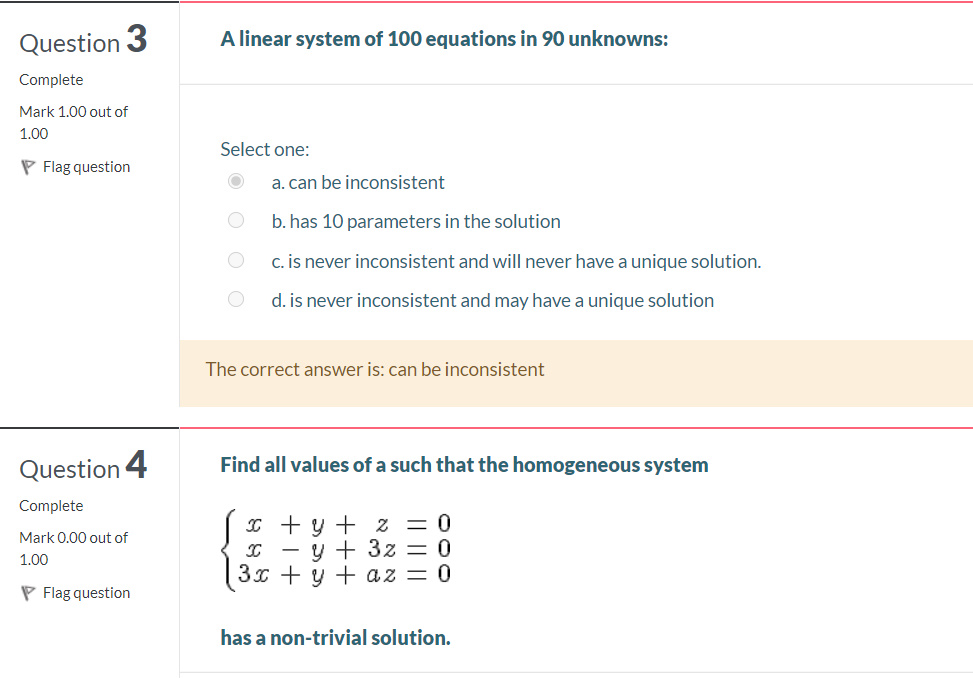 Question 3
Complete
Mark 1.00 out of
1.00
Flag question
A linear system of 100 equations in 90 unknowns:
Select one:
a. can be inconsistent
b. has 10 parameters in the solution
c. is never inconsistent and will never have a unique solution.
d. is never inconsistent and may have a unique solution
The correct answer is: can be inconsistent
Question 4
Complete
Mark 0.00 out of
1.00
Flag question
Find all values of a such that the homogeneous system
x + y + z = 0
x − y + 3z = 0
3x + y + az = 0
has a non-trivial solution.